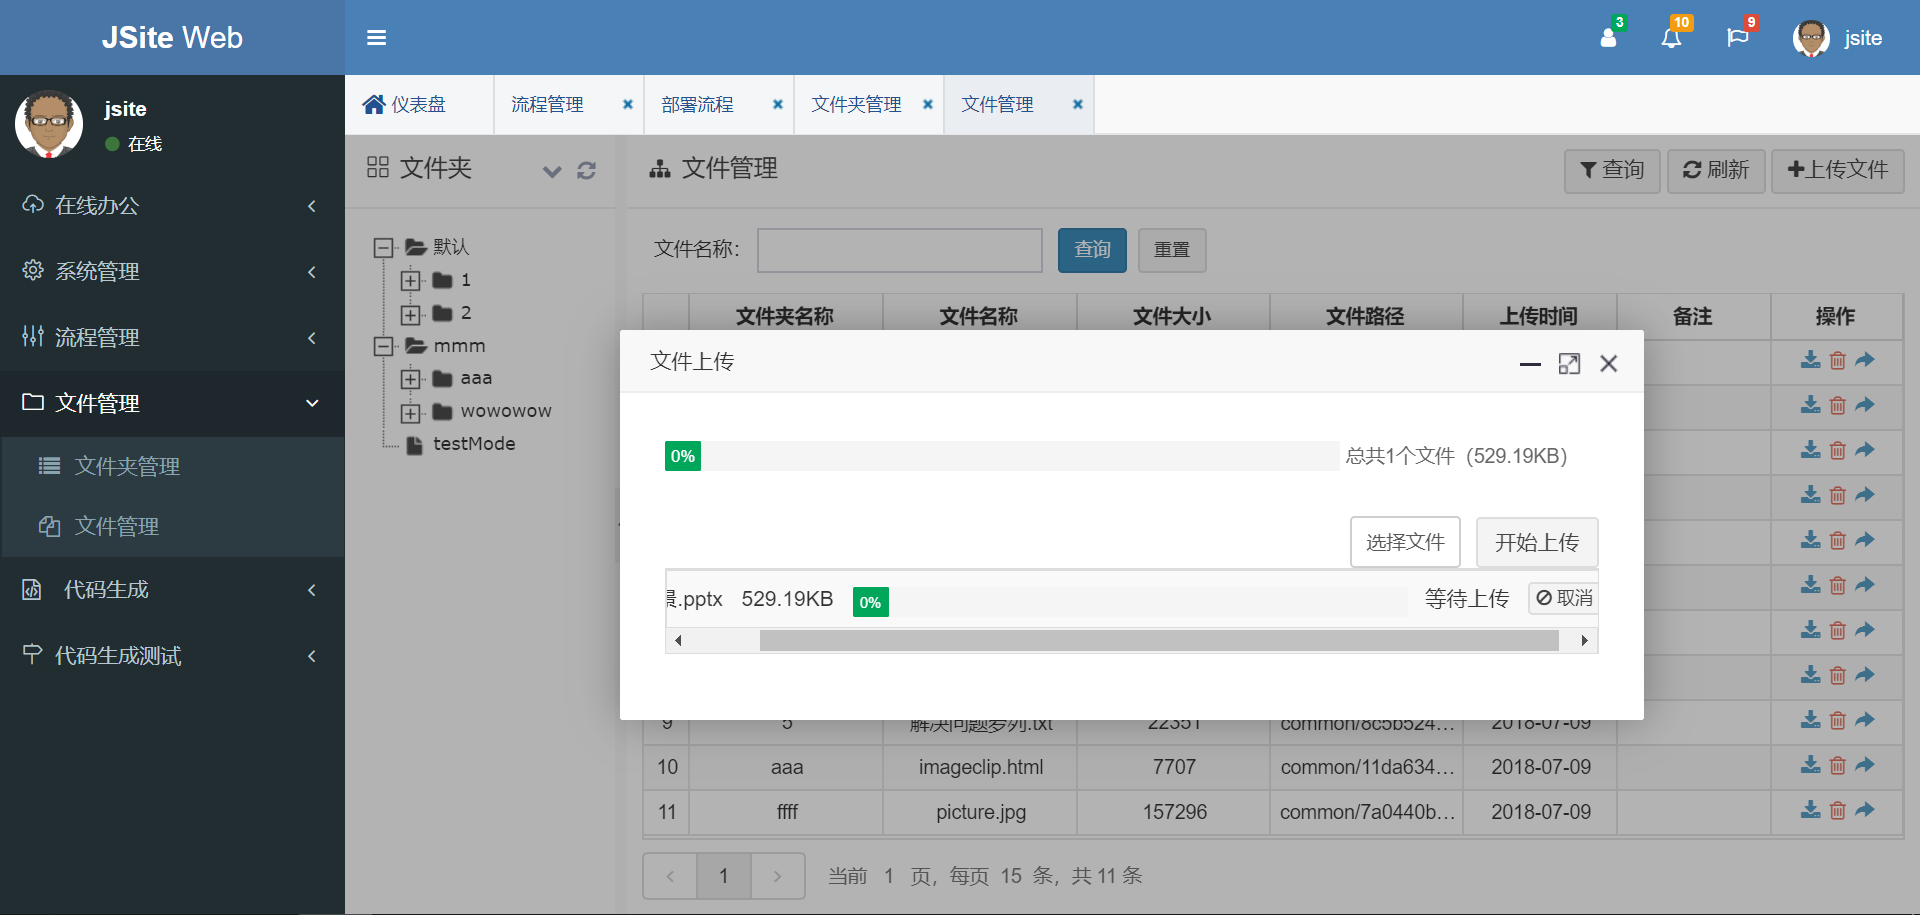 JSite Web
3
10
9
jsite
jsite
在线
在线办公
系统管理
流程管理
文件管理
文件夹管理
文件管理
代码生成
代码生成测试
仪表盘
流程管理
部署流程
文件夹管理
文件管理
文件夹
默认
1
2
mmm
aaa
wowowow
testMode
文件管理
查询
刷新
上传文件
文件名称：
查询
重置
文件夹名称 文件名称 文件大小 文件路径 上传时间 备注 操作
文件上传
0% 总共1个文件（529.19KB）
选择文件 开始上传
.pptx 529.19KB 0% 等待上传 取消
9 5 解决问题罗列.txt 22351 common/8c5b524... 2018-07-09
10 aaa imageclip.html 7707 common/11da634... 2018-07-09
11 ffff picture.jpg 157296 common/7a0440b... 2018-07-09
1
当前 1 页，每页 15 条，共 11 条